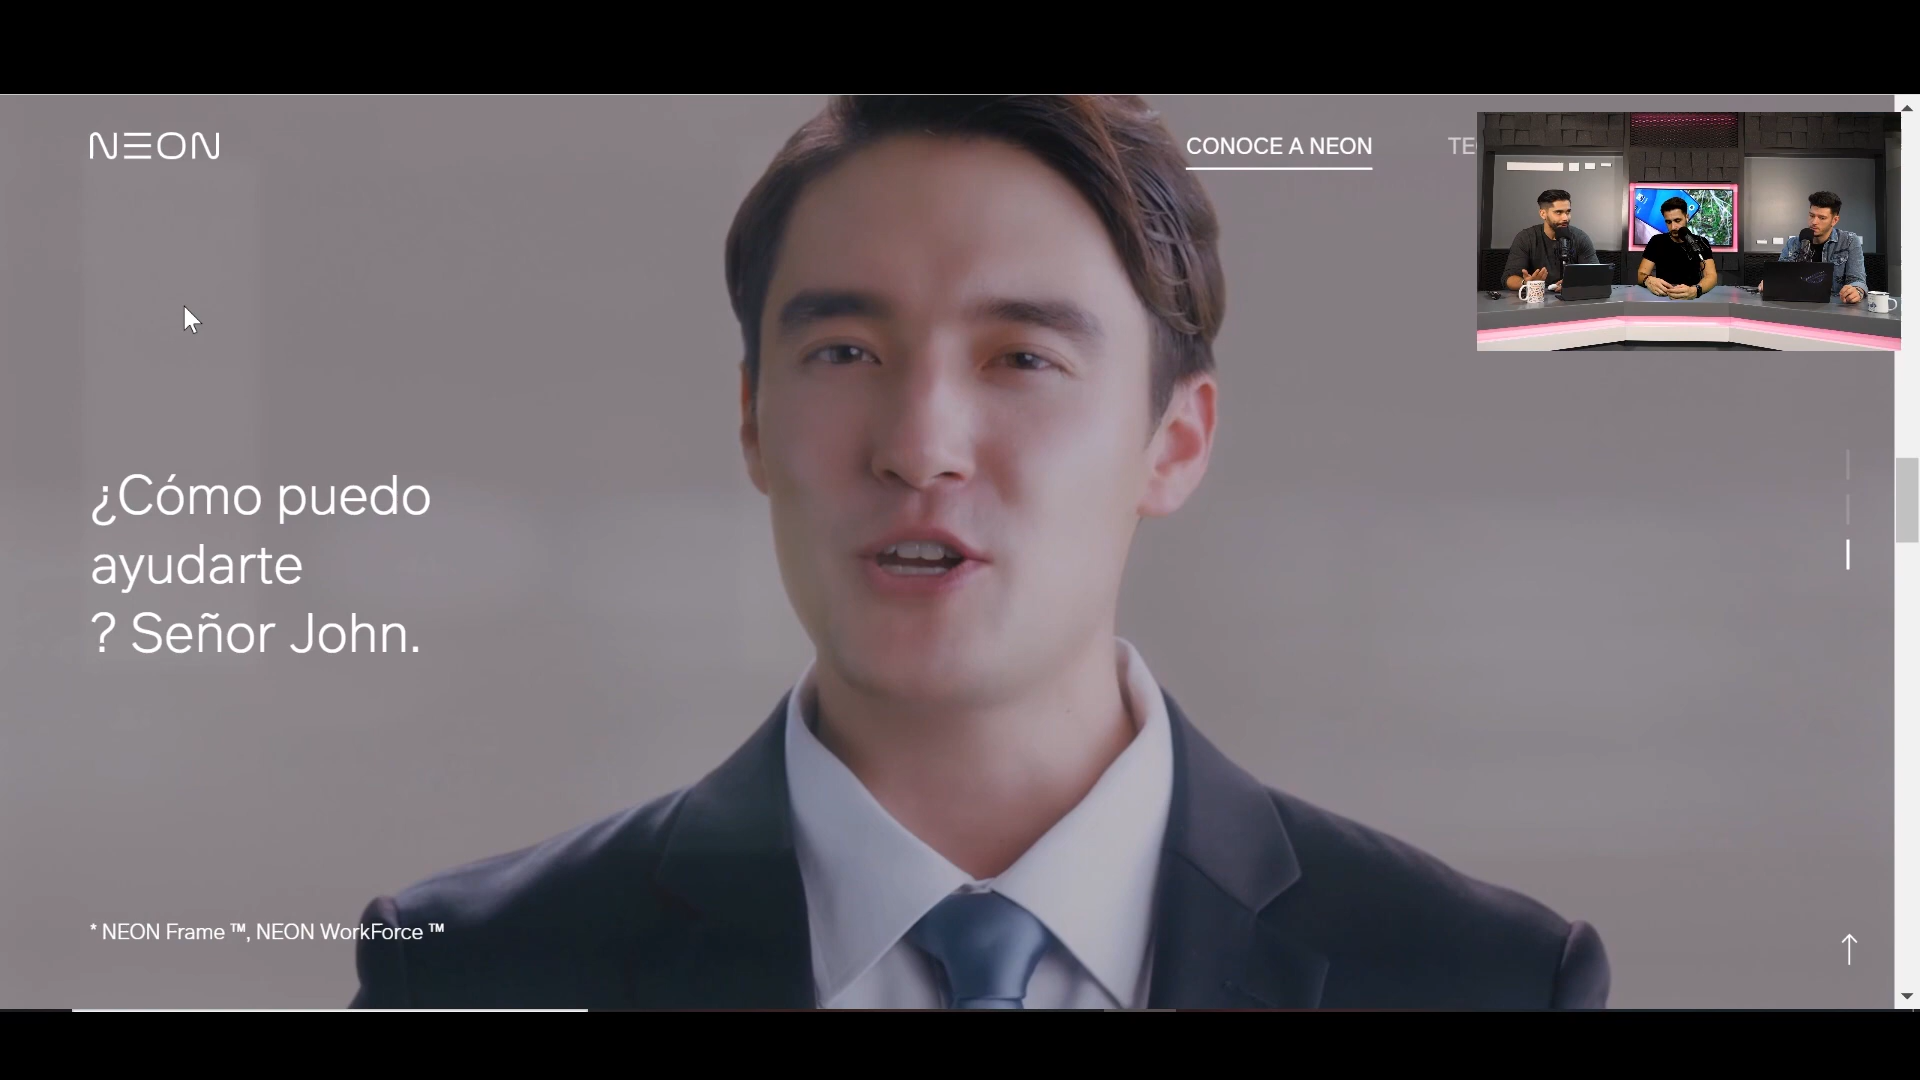 NEON
CONOCE A NEON
TE
¿Cómo puedo
ayudarte
? Señor John.
* NEON Frame ™, NEON WorkForce ™